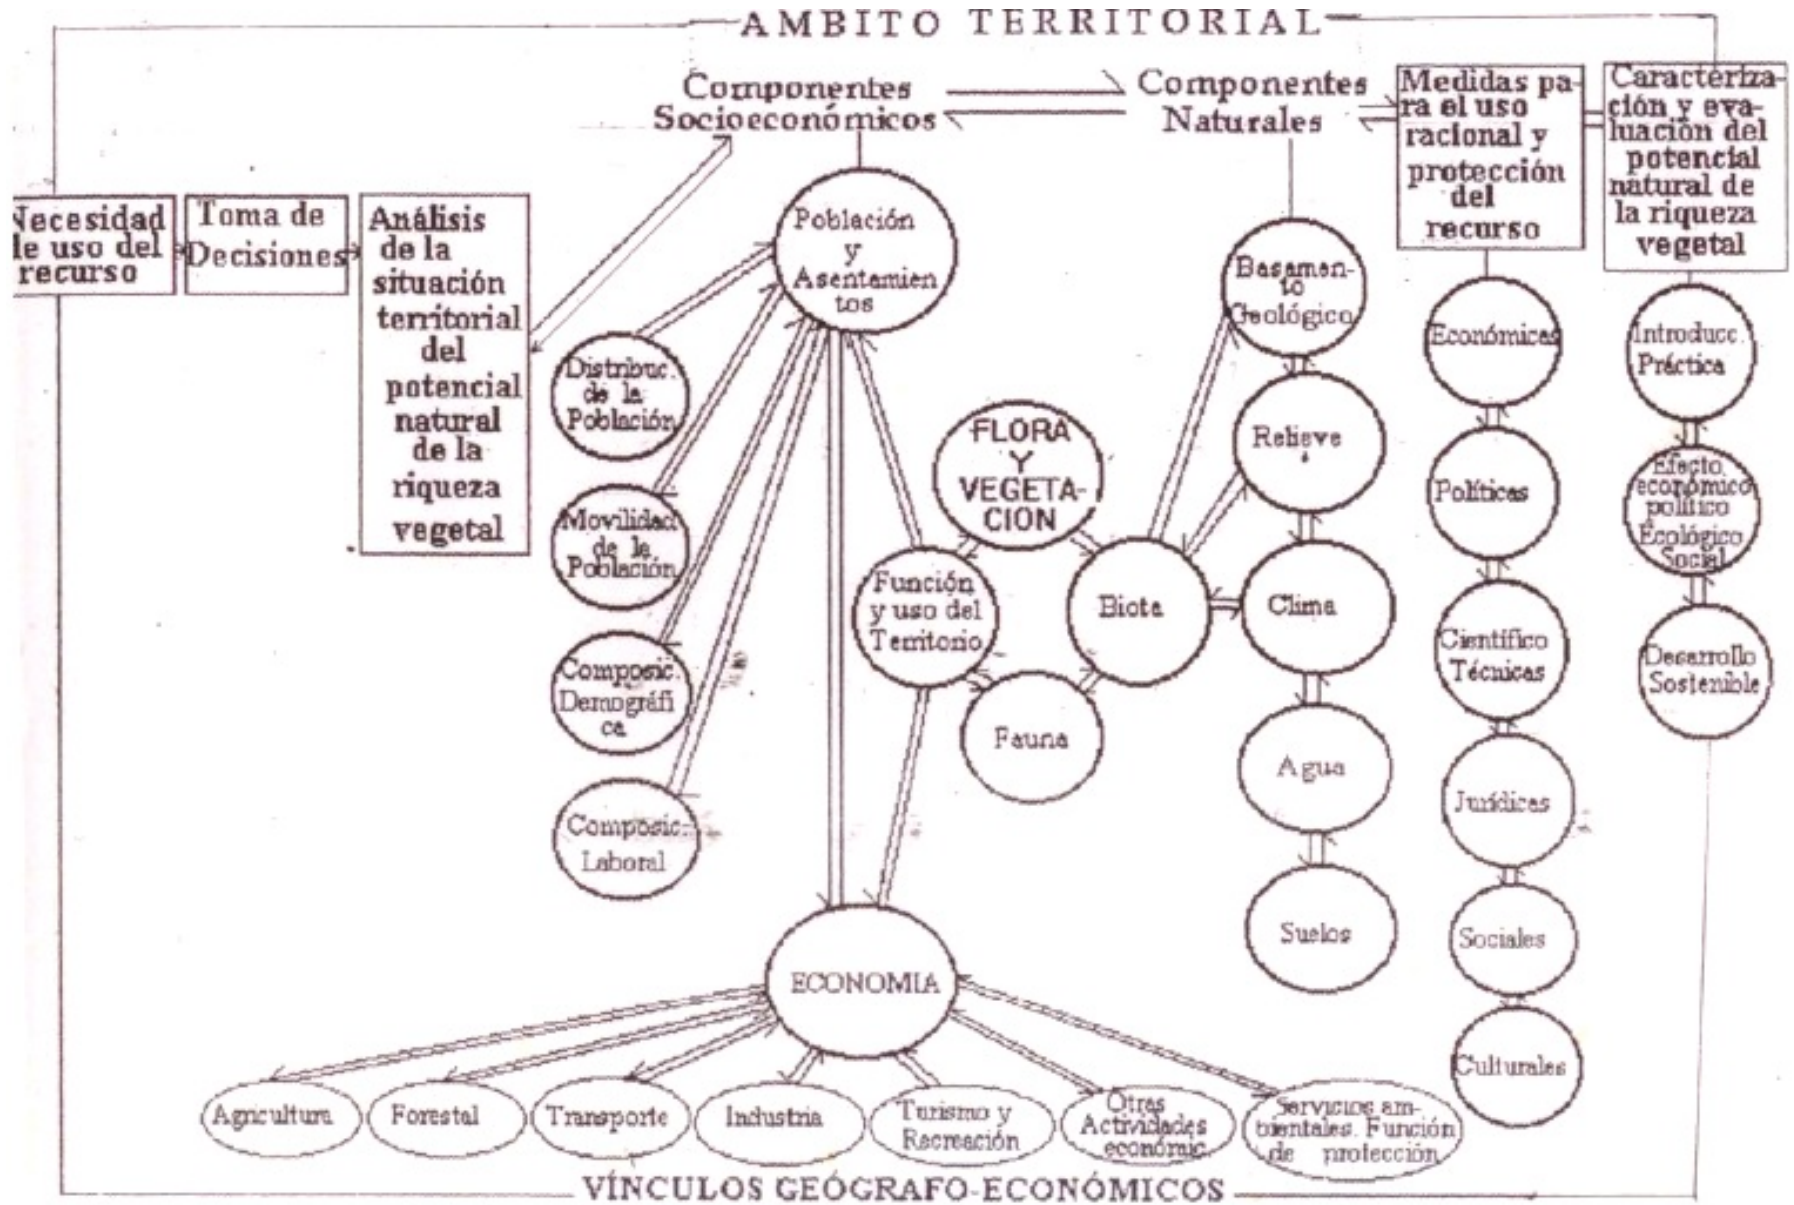 AMBITO TERRITORIAL
Componentes
Socioeconómicos
Componentes
Naturales
Medidas pa-
ra el uso
racional y
protección
del
recurso
Caracteriza-
ción y eva-
luación del
potencial
natural de
la riqueza
vegetal
Necesidad
de uso del
recurso
Toma de
Decisiones
Análisis
de la
situación
territorial
del
potencial
natural
de la
riqueza
vegetal
Población
y
Asentamien
tos
Distribuc.
de la
Población
Movilidad
de la
Población
Composic.
Demográfi
ca
Composic.
Laboral
Función
y uso del
Territorio
FLORA
Y
VEGETA-
CION
Biota
Fauna
Basamen-
to
Geológico
Relieve
Clima
Agua
Suelos
Económicas
Políticas
Científico
Técnicas
Jurídicas
Sociales
Culturales
Introducc.
Práctica
Efecto
económico
político
Ecológico
Social
Desarrollo
Sostenible
ECONOMIA
Agricultura
Forestal
Transporte
Industria
Turismo y
Recreación
Otras
Actividades
económic.
Servicios am-
bientales. Función
de protección
VÍNCULOS GEÓGRAFO-ECONÓMICOS